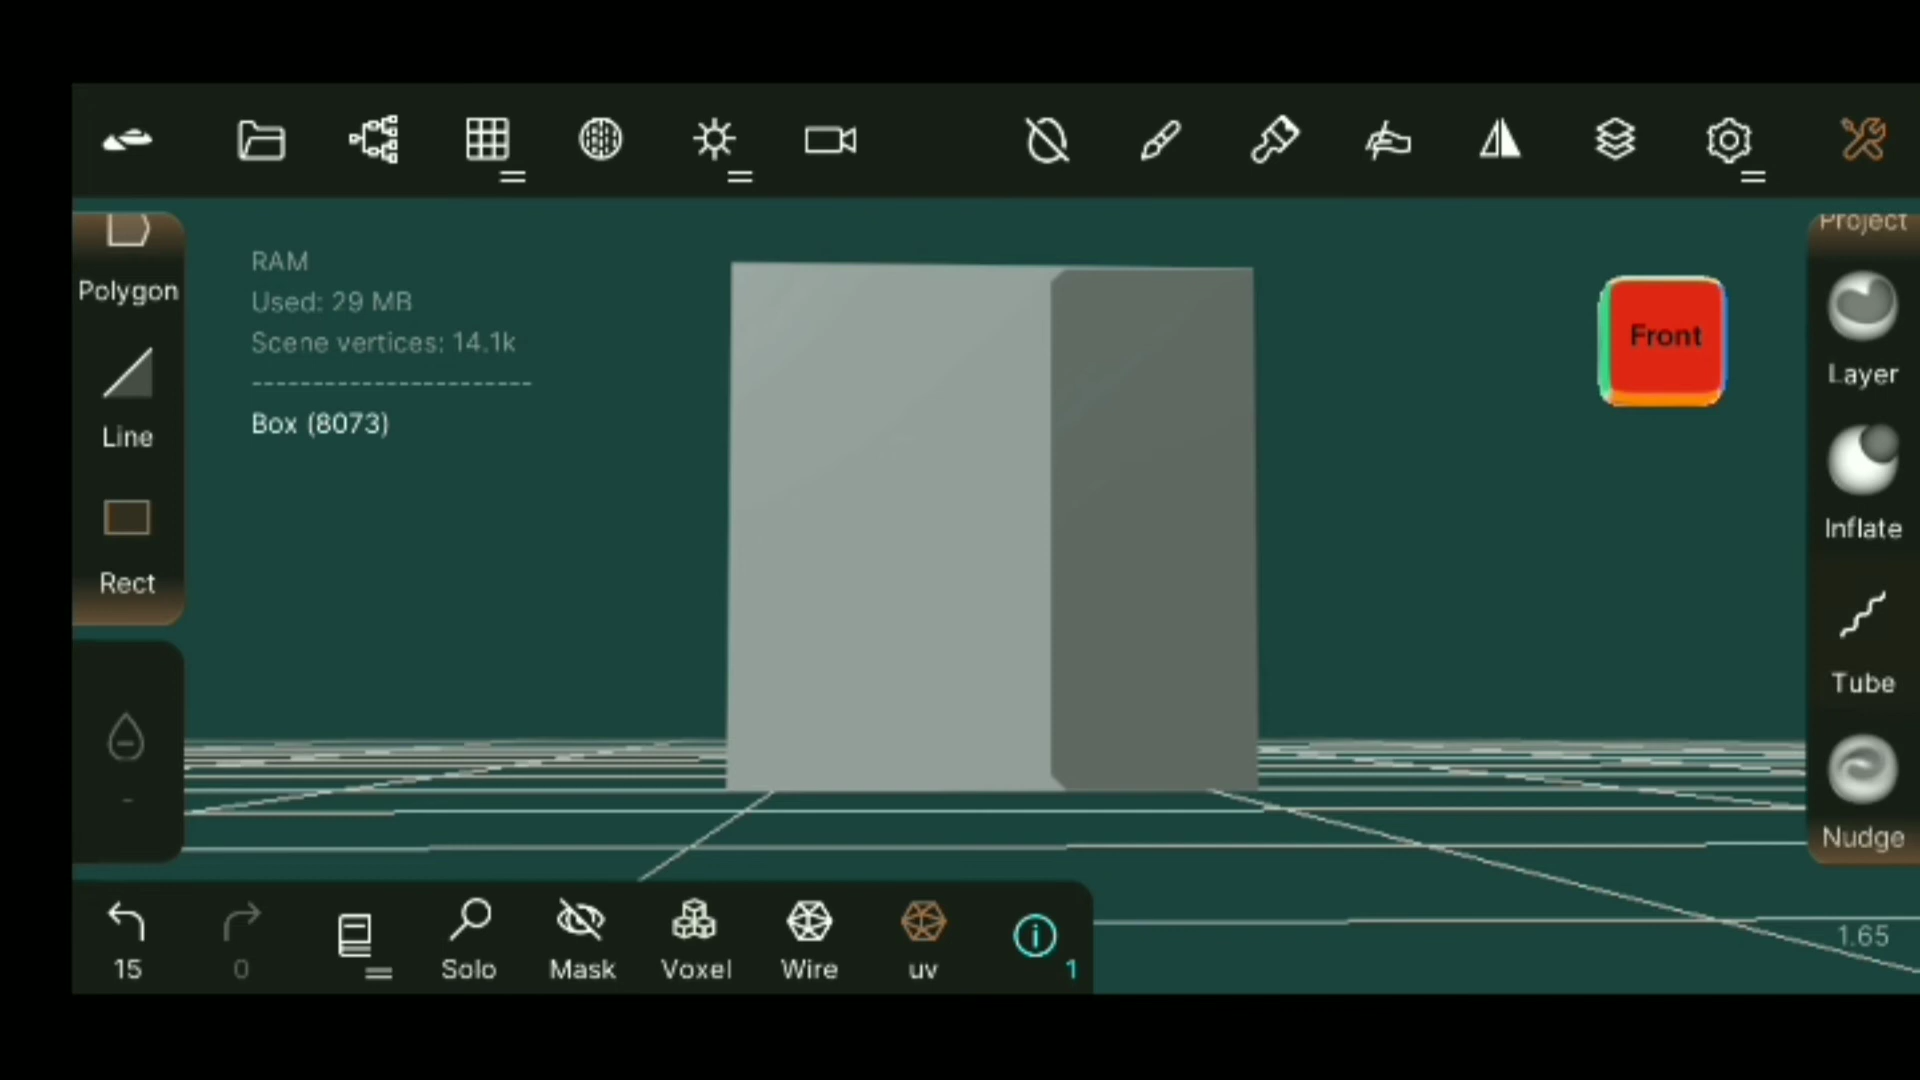 Polygon
Line
Rect
-
RAM
Used: 29 MB
Scene vertices: 14.1k
-----------------------
Box (8073)
Front
Project
Layer
Inflate
Tube
Nudge
1.65
15
0
Solo
Mask
Voxel
Wire
uv
i
1